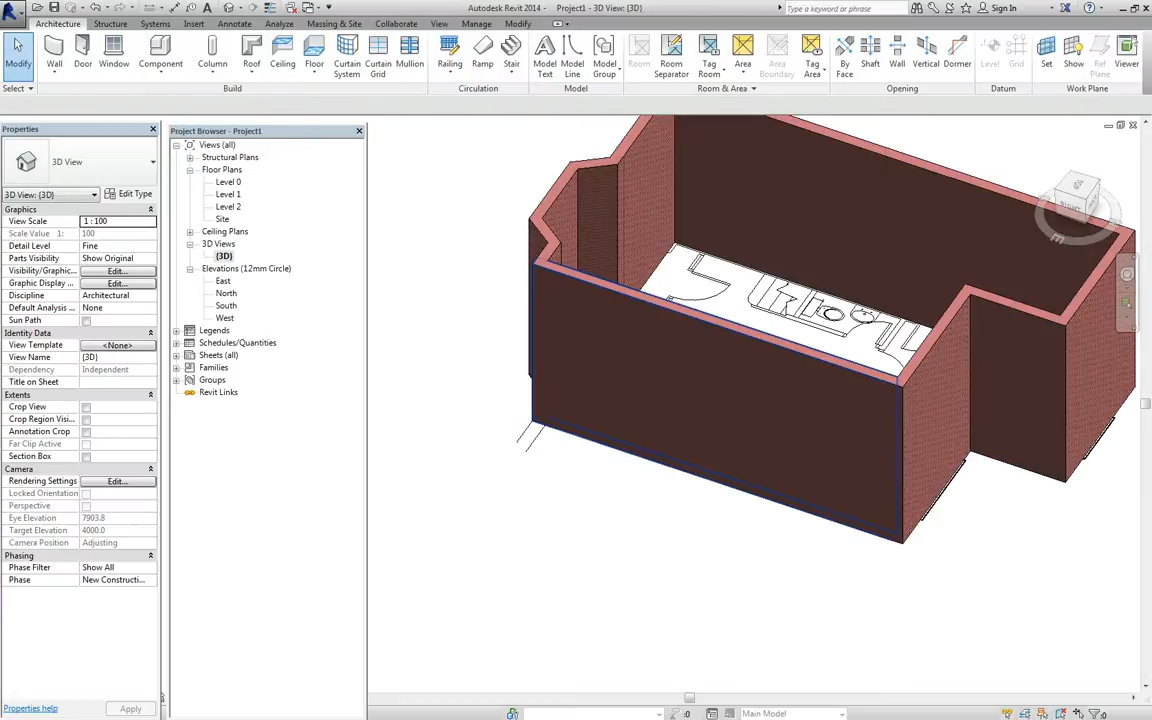 Autodesk Revit 2014 - Project1 - 3D View: {3D}
Type a keyword or phrase
Sign In
Architecture Structure Systems Insert Annotate Analyze Massing & Site Collaborate View Manage Modify
Modify Wall Door Window Component Column Roof Ceiling Floor Curtain System Curtain Grid Mullion Railing Ramp Stair Model Text Model Line Model Group Room Room Separator Tag Room Area Area Boundary Tag Area By Face Shaft Wall Vertical Dormer Level Grid Set Show Ref Plane Viewer
Select Build Circulation Model Room & Area Opening Datum Work Plane
Properties
3D View
3D View: {3D}
Edit Type
Graphics
View Scale 1 : 100
Scale Value 1: 100
Detail Level Fine
Parts Visibility Show Original
Visibility/Graphic... Edit...
Graphic Display ... Edit...
Discipline Architectural
Default Analysis ... None
Sun Path
Identity Data
View Template <None>
View Name {3D}
Dependency Independent
Title on Sheet
Extents
Crop View
Crop Region Visi...
Annotation Crop
Far Clip Active
Section Box
Camera
Rendering Settings Edit...
Locked Orientation
Perspective
Eye Elevation 7903.8
Target Elevation 4000.0
Camera Position Adjusting
Phasing
Phase Filter Show All
Phase New Constructi...
Properties help
Apply
Project Browser - Project1
Views (all)
Structural Plans
Floor Plans
Level 0
Level 1
Level 2
Site
Ceiling Plans
3D Views
{3D}
Elevations (12mm Circle)
East
North
South
West
Legends
Schedules/Quantities
Sheets (all)
Families
Groups
Revit Links
RIGHT
:0
Main Model
:0